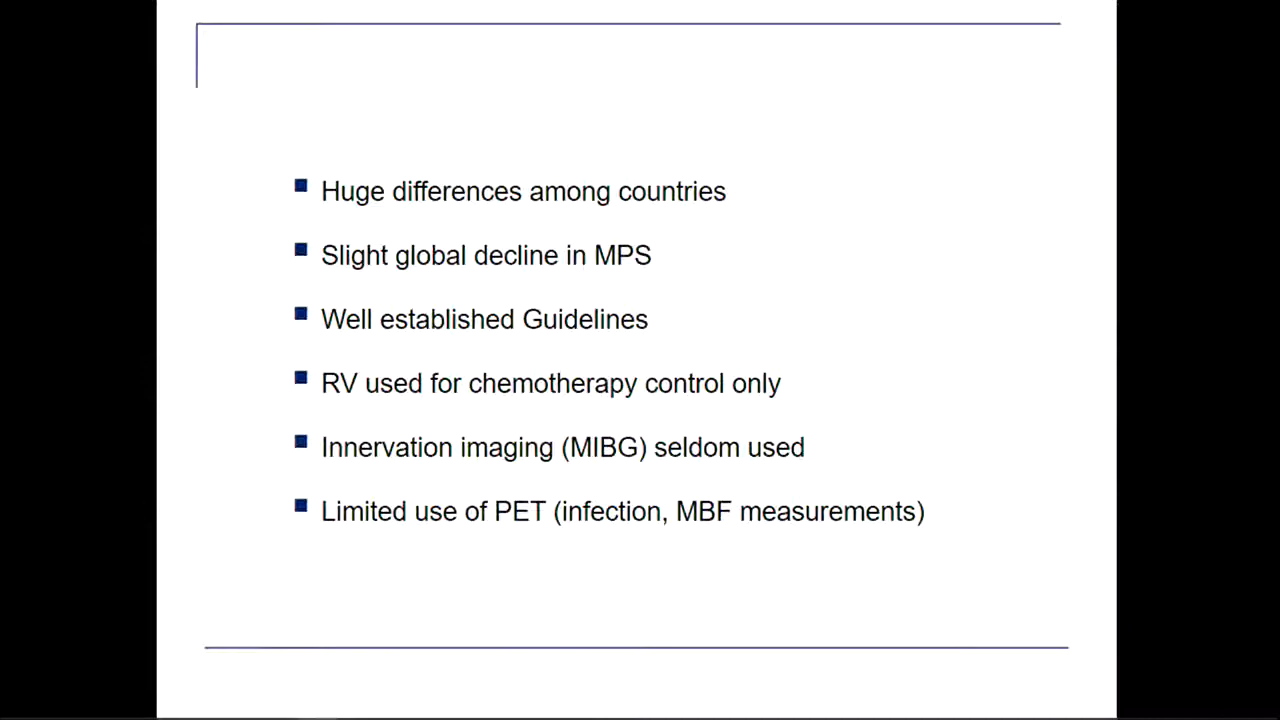 Huge differences among countries
Slight global decline in MPS
Well established Guidelines
RV used for chemotherapy control only
Innervation imaging (MIBG) seldom used
Limited use of PET (infection, MBF measurements)